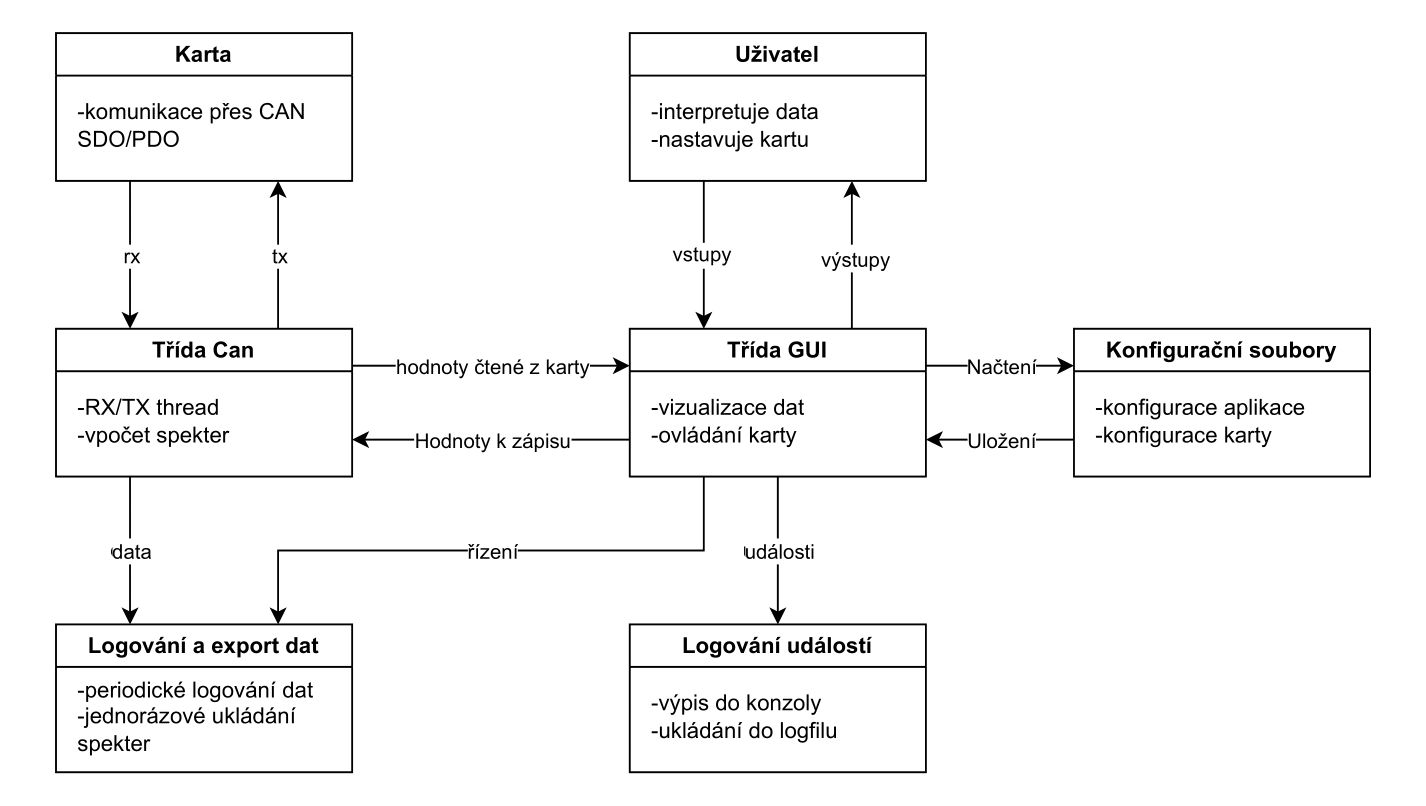 Karta
-komunikace přes CAN
SDO/PDO
Uživatel
-interpretuje data
-nastavuje kartu
rx
tx
vstupy
výstupy
Třída Can
-RX/TX thread
-vpočet spekter
hodnoty čtené z karty
Hodnoty k zápisu
Třída GUI
-vizualizace dat
-ovládání karty
Načtení
Uložení
Konfigurační soubory
-konfigurace aplikace
-konfigurace karty
data
řízení
události
Logování a export dat
-periodické logování dat
-jednorázové ukládání
spekter
Logování událostí
-výpis do konzoly
-ukládání do logfilu